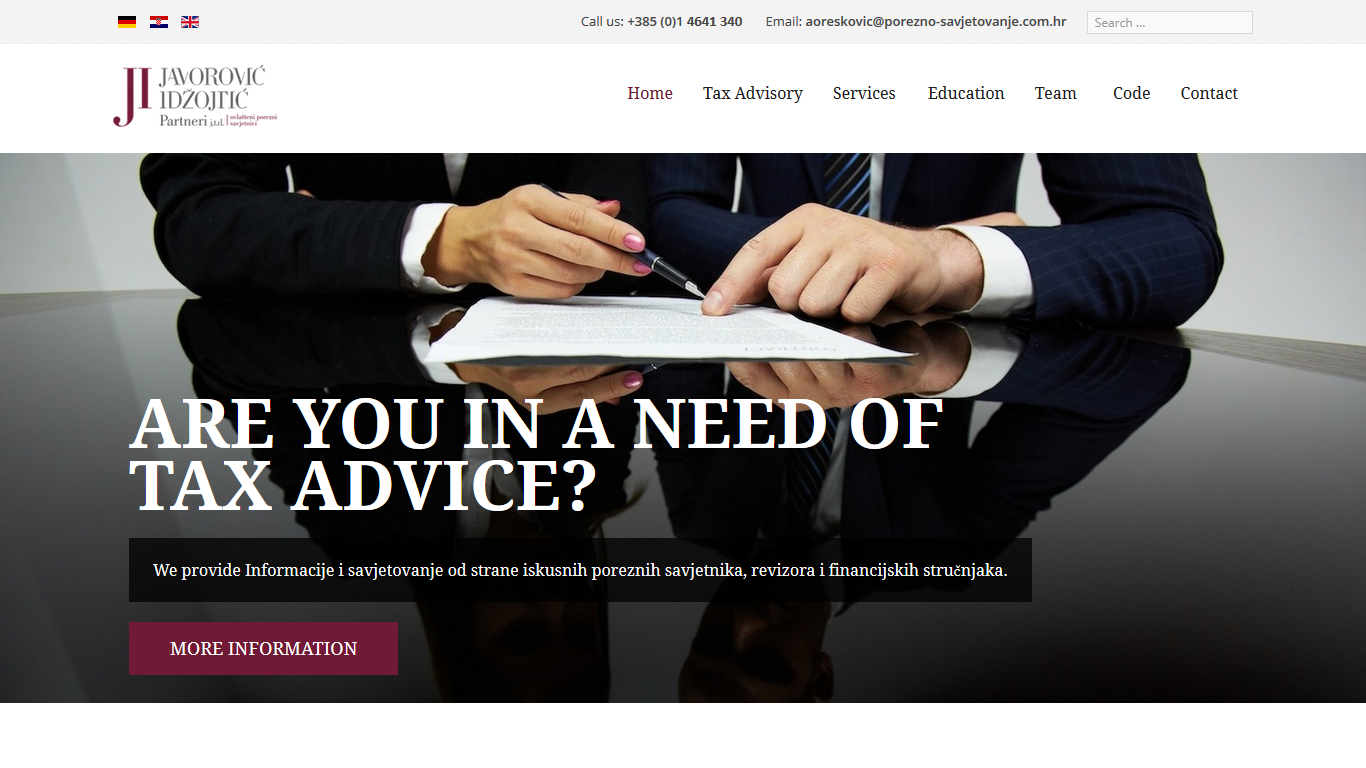 Call us: +385 (0)1 4641 340 Email: aoreskovic@porezno-savjetovanje.com.hr Search ...
JI JAVOROVIĆ
IDŽOJTIĆ
Partneri j.t.d. | ovlašteni porezni
savjetnici
Home Tax Advisory Services Education Team Code Contact
CONTRACT
ARE YOU IN A NEED OF
TAX ADVICE?
We provide Informacije i savjetovanje od strane iskusnih poreznih savjetnika, revizora i financijskih stručnjaka.
MORE INFORMATION